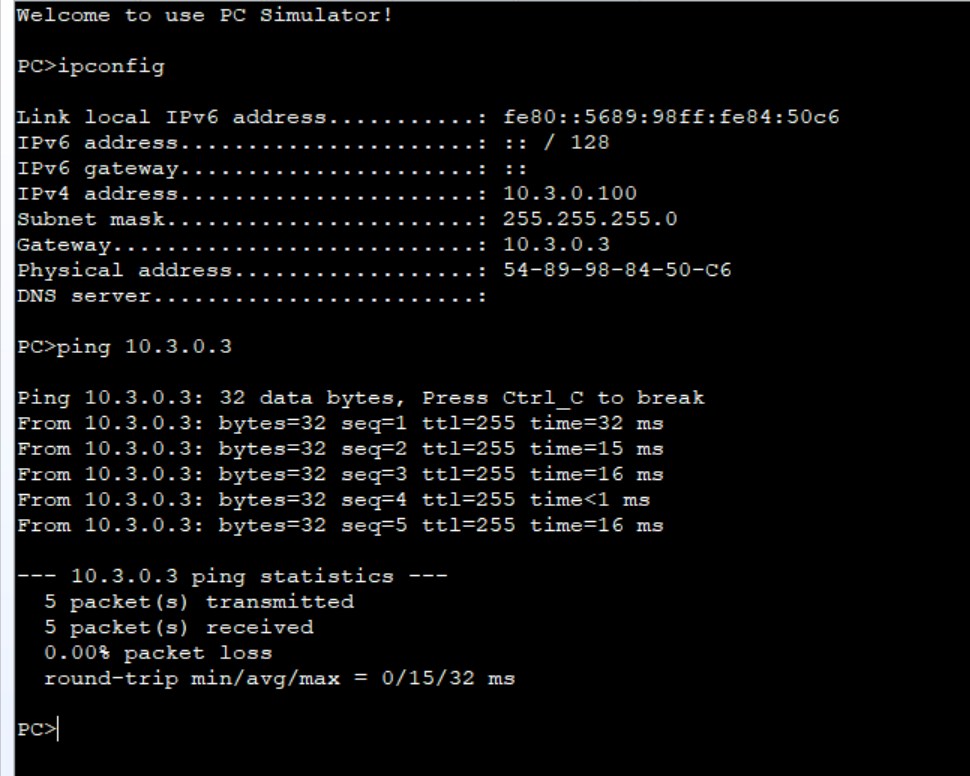 Welcome to use PC Simulator!
PC>ipconfig
Link local IPv6 address...........: fe80::5689:98ff:fe84:50c6
IPv6 address......................: :: / 128
IPv6 gateway......................: ::
IPv4 address......................: 10.3.0.100
Subnet mask.......................: 255.255.255.0
Gateway...........................: 10.3.0.3
Physical address..................: 54-89-98-84-50-C6
DNS server........................:
PC>ping 10.3.0.3
Ping 10.3.0.3: 32 data bytes, Press Ctrl_C to break
From 10.3.0.3: bytes=32 seq=1 ttl=255 time=32 ms
From 10.3.0.3: bytes=32 seq=2 ttl=255 time=15 ms
From 10.3.0.3: bytes=32 seq=3 ttl=255 time=16 ms
From 10.3.0.3: bytes=32 seq=4 ttl=255 time<1 ms
From 10.3.0.3: bytes=32 seq=5 ttl=255 time=16 ms
--- 10.3.0.3 ping statistics ---
5 packet(s) transmitted
5 packet(s) received
0.00% packet loss
round-trip min/avg/max = 0/15/32 ms
PC>